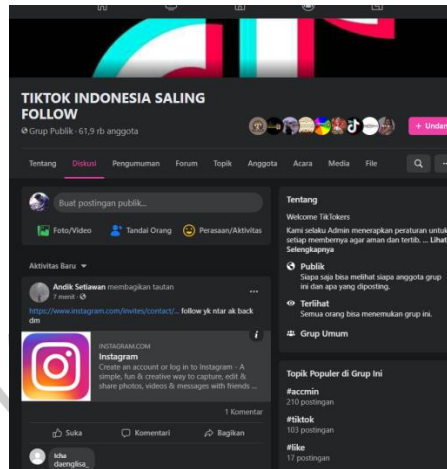 TIKTOK INDONESIA SALING
FOLLOW
Grup Publik · 61,9 rb anggota
+ Undan
Tentang Diskusi Pengumuman Forum Topik Anggota Acara Media File
Buat postingan publik...
Foto/Video Tandai Orang Perasaan/Aktivitas
Aktivitas Baru
Andik Setiawan membagikan tautan
7 menit
https://www.instagram.com/invites/contact/... follow yk ntar ak back
dm
INSTAGRAM.COM
Instagram
Create an account or log in to Instagram - A
simple, fun & creative way to capture, edit &
share photos, videos & messages with friends ...
1 Komentar
Suka Komentari Bagikan
Icha
daenglisa_
Tentang
Welcome TikTokers
Kami selaku Admin menerapkan peraturan untuk
setiap membernya agar aman dan tertib. ... Lihat
Selengkapnya
Publik
Siapa saja bisa melihat siapa anggota grup
ini dan apa yang diposting.
Terlihat
Semua orang bisa menemukan grup ini.
Grup Umum
Topik Populer di Grup Ini
#accmin
210 postingan
#tiktok
103 postingan
#like
17 postingan